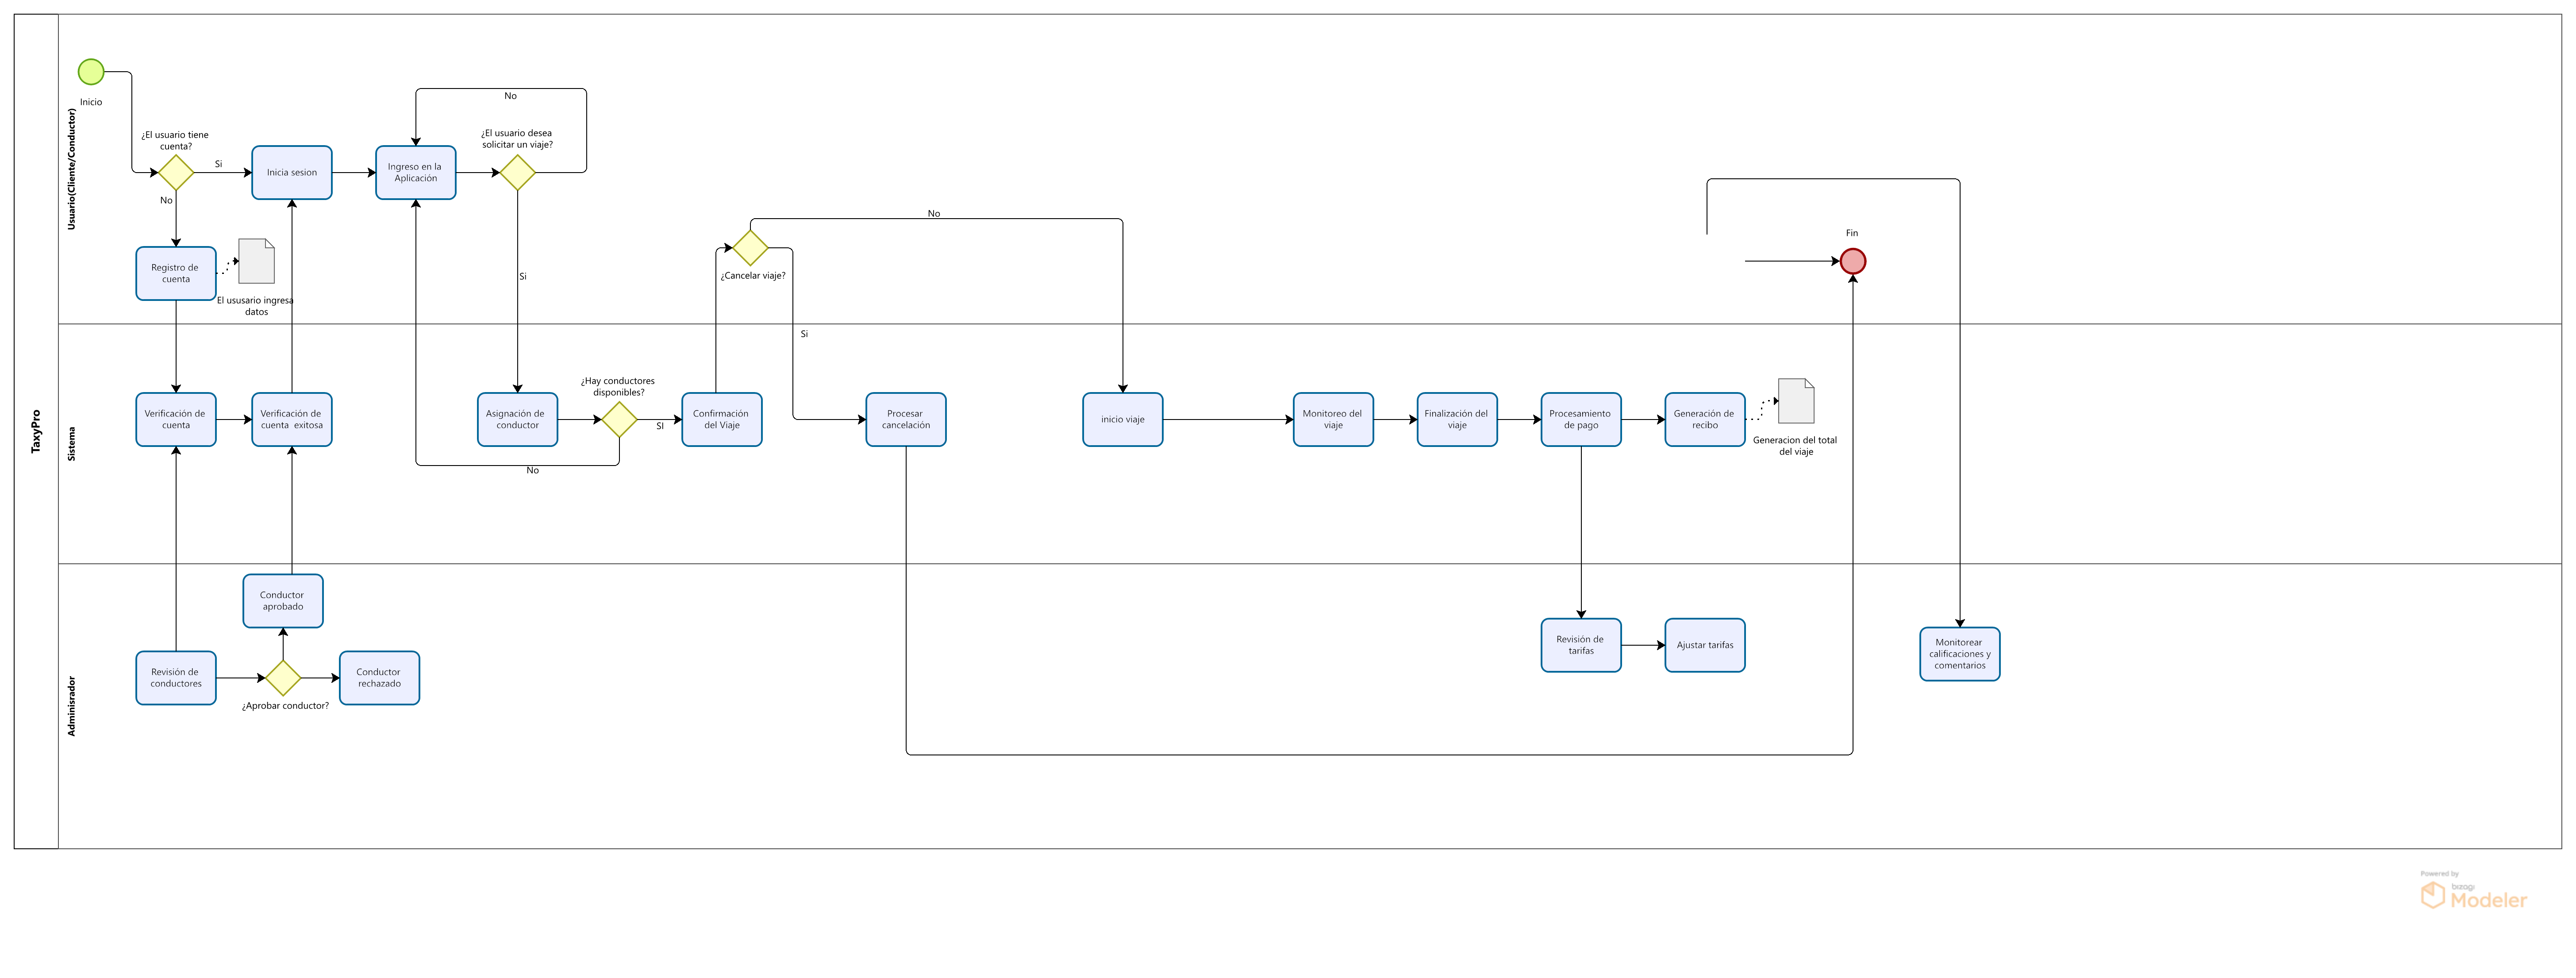 TaxyPro
Usuario(Cliente/Conductor)
Inicio
¿El usuario tiene
cuenta?
Si
No
Inicia sesion
Ingreso en la
Aplicación
No
¿El usuario desea
solicitar un viaje?
Si
Registro de
cuenta
El ususario ingresa
datos
¿Cancelar viaje?
No
Si
Fin
Sistema
Verificación de
cuenta
Verificación de
cuenta exitosa
Asignación de
conductor
¿Hay conductores
disponibles?
SI
No
Confirmación
del Viaje
Procesar
cancelación
inicio viaje
Monitoreo del
viaje
Finalización del
viaje
Procesamiento
de pago
Generación de
recibo
Generacion del total
del viaje
Adminisrador
Conductor
aprobado
Revisión de
conductores
¿Aprobar conductor?
Conductor
rechazado
Revisión de
tarifas
Ajustar tarifas
Monitorear
calificaciones y
comentarios
Powered by
bizagi
Modeler